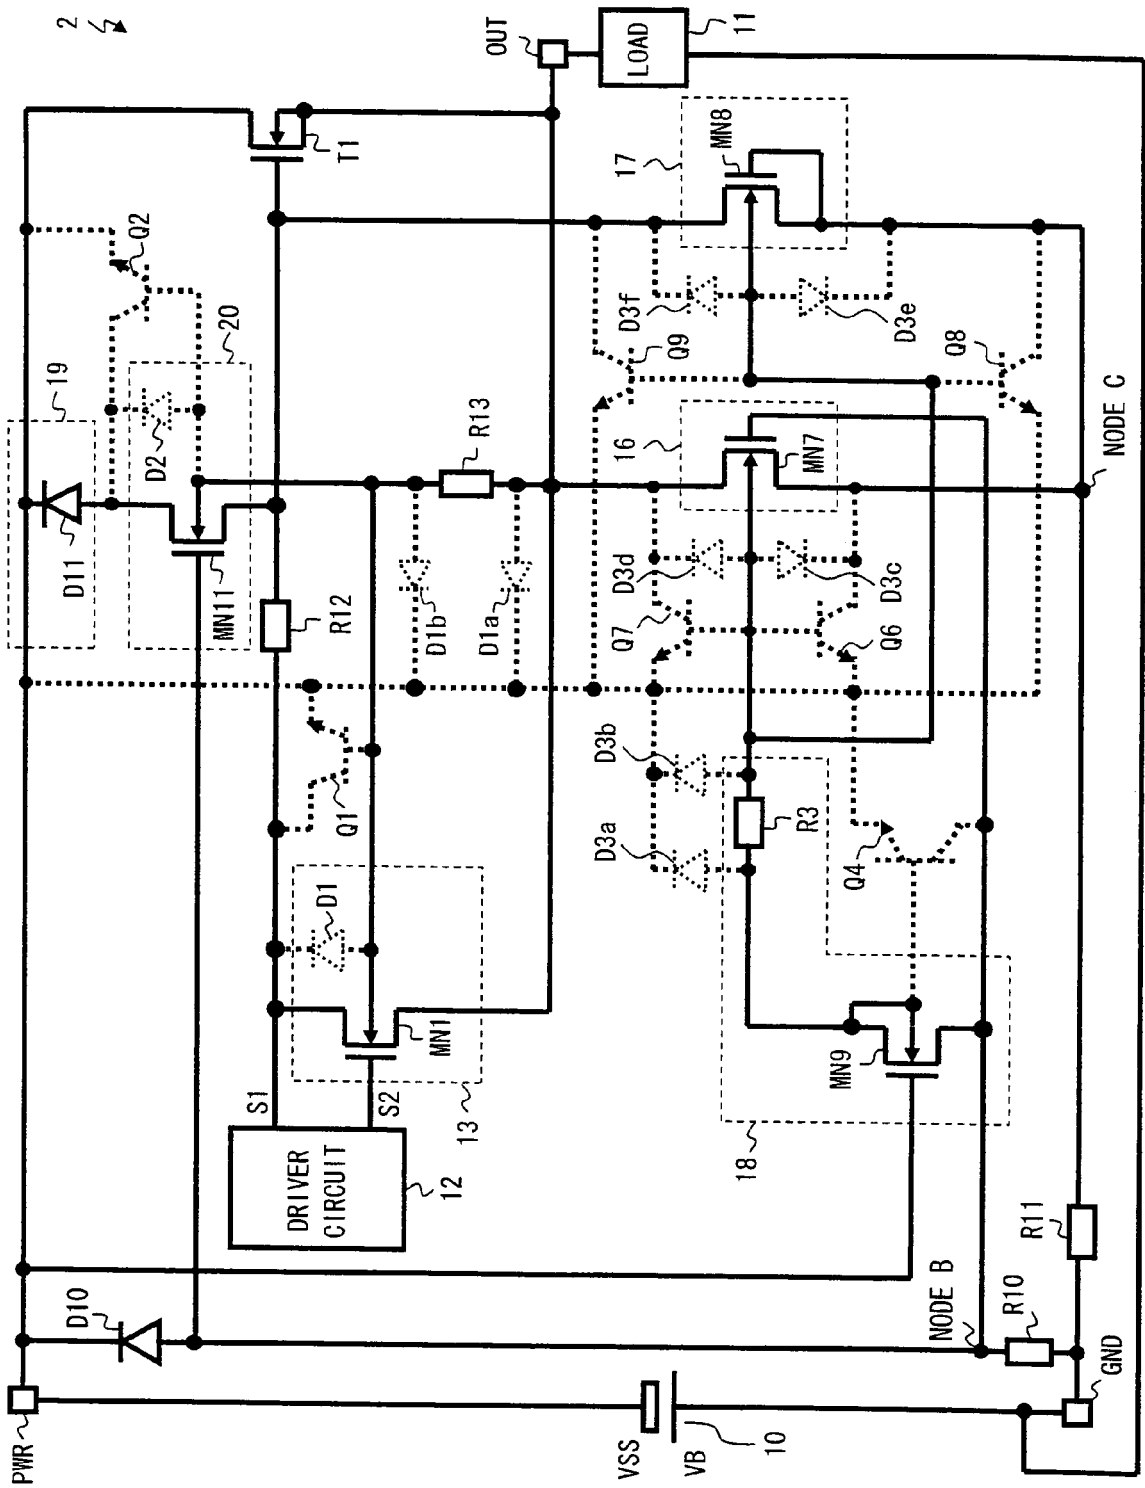 2
OUT
LOAD
11
T1
17
MN8
Q2
20
D3f
D3e
Q9
Q8
19
D2
R13
16
MN7
NODE C
D11
MN11
R12
D1b
D1a
D3d
D3c
Q7
Q6
Q1
D3b
D3a
R3
Q4
D1
MN1
13
MN9
18
S1
S2
DRIVER
CIRCUIT
12
D10
NODE B
R10
R11
PWR
VSS
VB
10
GND